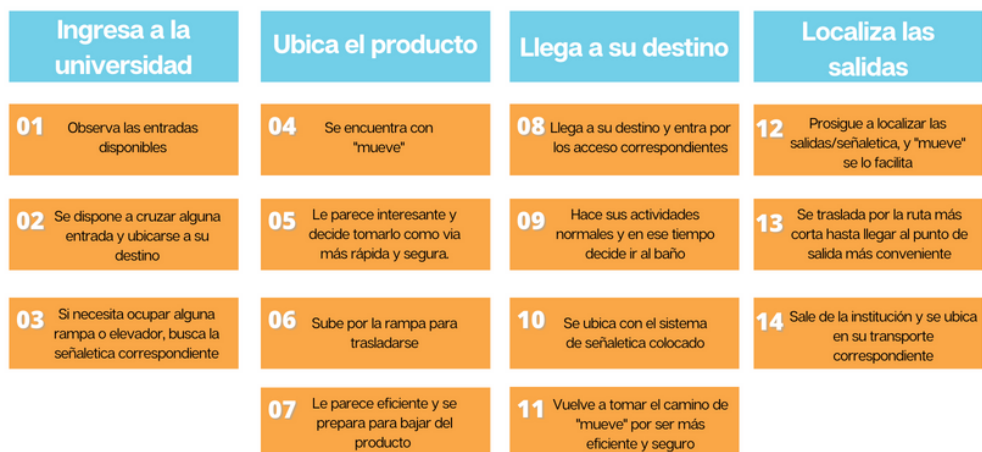 Ingresa a la
universidad
01
Observa las entradas
disponibles
02
Se dispone a cruzar alguna
entrada y ubicarse a su
destino
03
Si necesita ocupar alguna
rampa o elevador, busca la
señaletica correspondiente
Ubica el producto
04
Se encuentra con
"mueve"
05
Le parece interesante y
decide tomarlo como via
más rápida y segura.
06
Sube por la rampa para
trasladarse
07
Le parece eficiente y se
prepara para bajar del
producto
Llega a su destino
08
Llega a su destino y entra por
los acceso correspondientes
09
Hace sus actividades
normales y en ese tiempo
decide ir al baño
10
Se ubica con el sistema
de señaletica colocado
11
Vuelve a tomar el camino de
"mueve" por ser más
eficiente y seguro
Localiza las
salidas
12
Prosigue a localizar las
salidas/señaletica, y "mueve"
se lo facilita
13
Se traslada por la ruta más
corta hasta llegar al punto de
salida más conveniente
14
Sale de la institución y se ubica
en su transporte
correspondiente